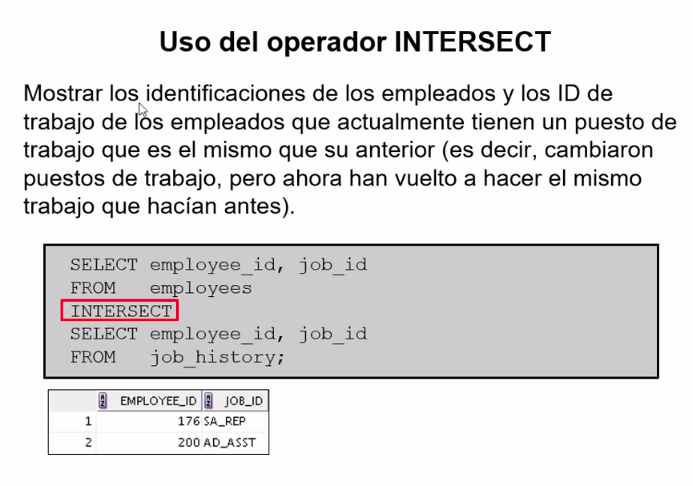 Uso del operador INTERSECT
Mostrar los identificaciones de los empleados y los ID de
trabajo de los empleados que actualmente tienen un puesto de
trabajo que es el mismo que su anterior (es decir, cambiaron
puestos de trabajo, pero ahora han vuelto a hacer el mismo
trabajo que hacían antes).
SELECT employee_id, job_id
FROM employees
INTERSECT
SELECT employee_id, job_id
FROM job_history;
EMPLOYEE_ID JOB_ID
1 176 SA_REP
2 200 AD_ASST